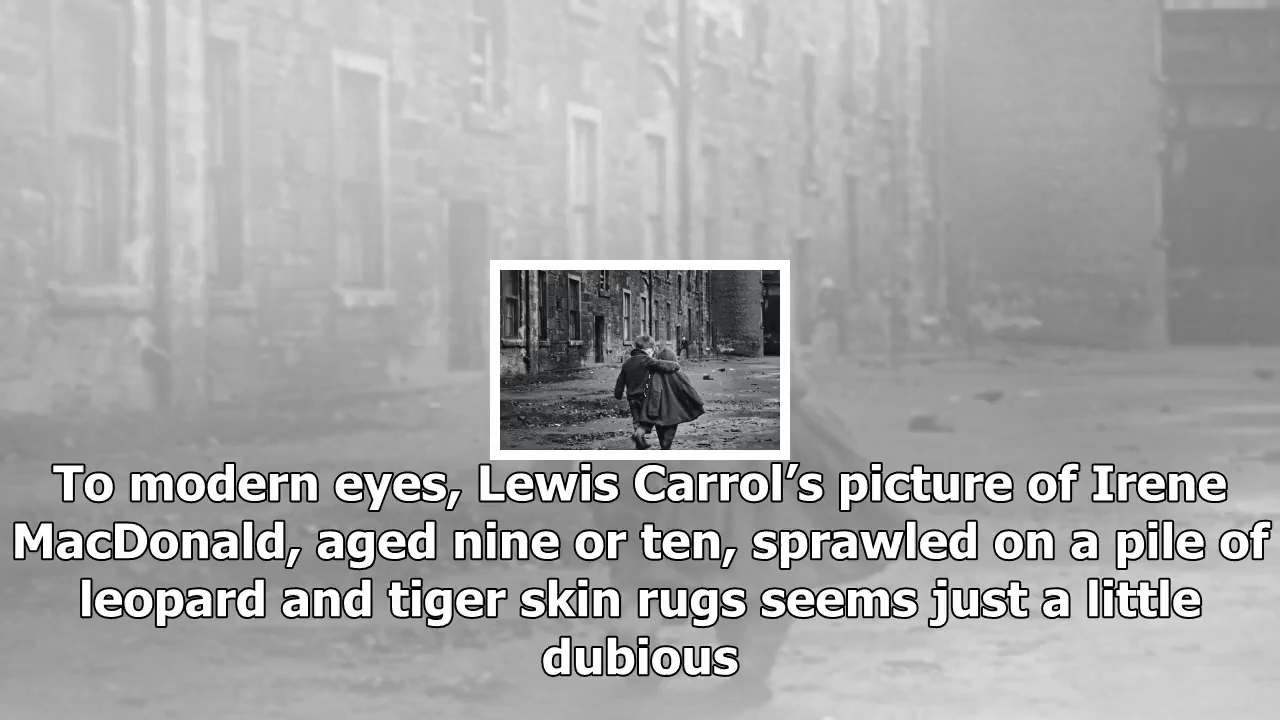 To modern eyes, Lewis Carrol’s picture of Irene
MacDonald, aged nine or ten, sprawled on a pile of
leopard and tiger skin rugs seems just a little
dubious